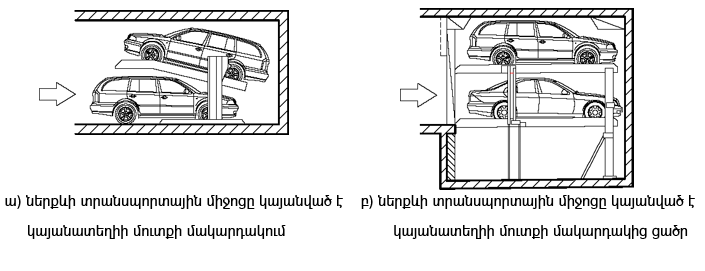 ա) ներքևի տրանսպորտային միջոցը կայանված է
կայանատեղիի մուտքի մակարդակում
բ) ներքևի տրանսպորտային միջոցը կայանված է
կայանատեղիի մուտքի մակարդակից ցածր